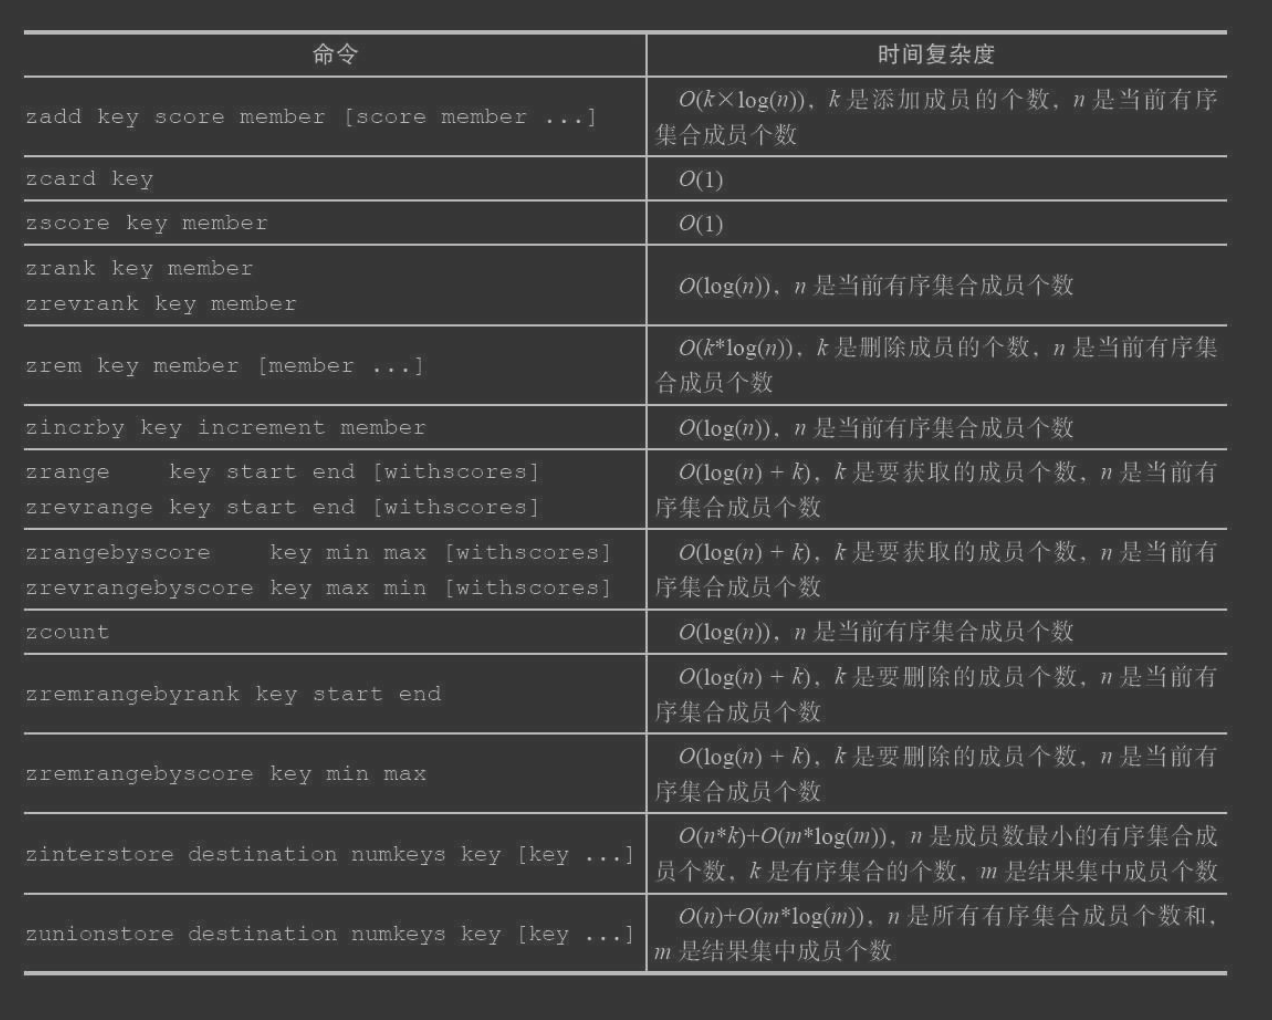 命令
时间复杂度
zadd key score member [score member ...]
O(k×log(n)), k 是添加成员的个数, n 是当前有序
集合成员个数
zcard key
O(1)
zscore key member
O(1)
zrank key member
zrevrank key member
O(log(n)), n 是当前有序集合成员个数
zrem key member [member ...]
O(k*log(n)), k 是删除成员的个数, n 是当前有序集
合成员个数
zincrby key increment member
O(log(n)), n 是当前有序集合成员个数
zrange    key start end [withscores]
zrevrange key start end [withscores]
O(log(n) + k), k 是要获取的成员个数, n 是当前有
序集合成员个数
zrangebyscore    key min max [withscores]
zrevrangebyscore key max min [withscores]
O(log(n) + k), k 是要获取的成员个数, n 是当前有
序集合成员个数
zcount
O(log(n)), n 是当前有序集合成员个数
zremrangebyrank key start end
O(log(n) + k), k 是要删除的成员个数, n 是当前有
序集合成员个数
zremrangebyscore key min max
O(log(n) + k), k 是要删除的成员个数, n 是当前有
序集合成员个数
zinterstore destination numkeys key [key ...]
O(n*k)+O(m*log(m)), n 是成员数最小的有序集合成
员个数, k 是有序集合的个数, m 是结果集中成员个数
zunionstore destination numkeys key [key ...]
O(n)+O(m*log(m)), n 是所有有序集合成员个数和,
m 是结果集中成员个数